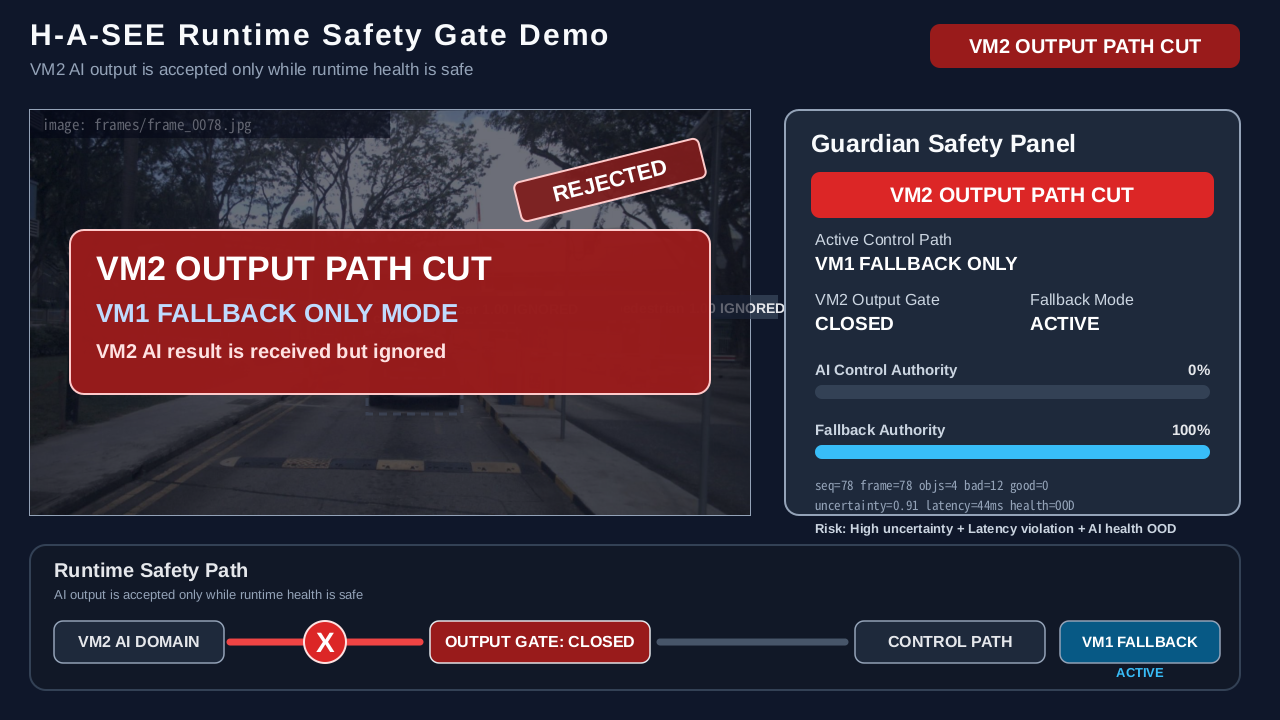 H-A-SEE Runtime Safety Gate Demo
VM2 AI output is accepted only while runtime health is safe
VM2 OUTPUT PATH CUT
image: frames/frame_0078.jpg
REJECTED
VM2 OUTPUT PATH CUT
VM1 FALLBACK ONLY MODE
VM2 AI result is received but ignored
IGNORED
Guardian Safety Panel
VM2 OUTPUT PATH CUT
Active Control Path
VM1 FALLBACK ONLY
VM2 Output Gate
CLOSED
Fallback Mode
ACTIVE
AI Control Authority 0%
Fallback Authority 100%
seq=78 frame=78 objs=4 bad=12 good=0
uncertainty=0.91 latency=44ms health=OOD
Risk: High uncertainty + Latency violation + AI health OOD
Runtime Safety Path
AI output is accepted only while runtime health is safe
VM2 AI DOMAIN
X
OUTPUT GATE: CLOSED
CONTROL PATH
VM1 FALLBACK
ACTIVE